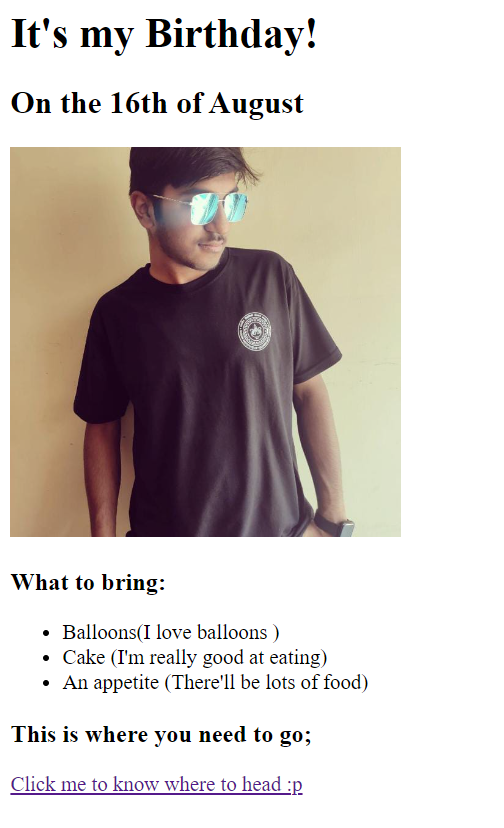 It's my Birthday!
On the 16th of August
What to bring:
Balloons(I love balloons )
Cake (I'm really good at eating)
An appetite (There'll be lots of food)
This is where you need to go;
Click me to know where to head :p